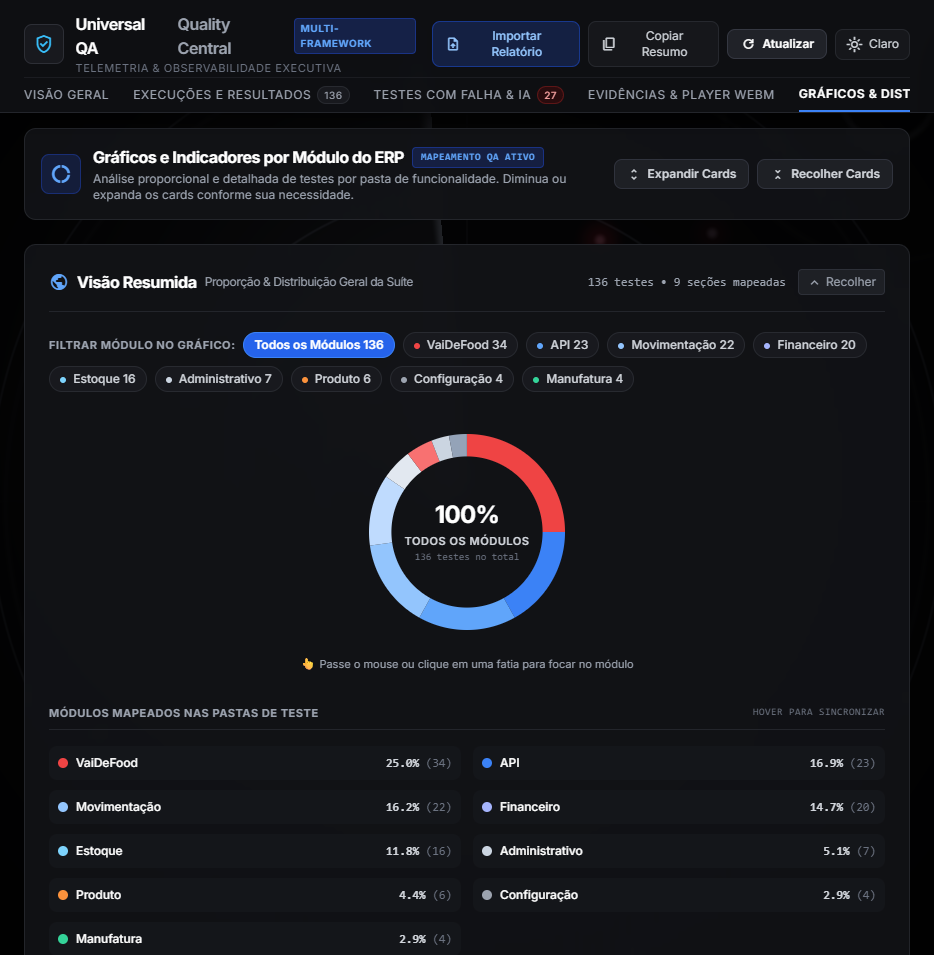 Universal QA
Quality Central
MULTI-FRAMEWORK
TELEMETRIA & OBSERVABILIDADE EXECUTIVA
Importar Relatório
Copiar Resumo
Atualizar
Claro
VISÃO GERAL
EXECUÇÕES E RESULTADOS 136
TESTES COM FALHA & IA 27
EVIDÊNCIAS & PLAYER WEBM
GRÁFICOS & DIST
Gráficos e Indicadores por Módulo do ERP MAPEAMENTO QA ATIVO
Análise proporcional e detalhada de testes por pasta de funcionalidade. Diminua ou
expanda os cards conforme sua necessidade.
Expandir Cards
Recolher Cards
Visão Resumida Proporção & Distribuição Geral da Suíte
136 testes • 9 seções mapeadas
Recolher
FILTRAR MÓDULO NO GRÁFICO: Todos os Módulos 136 VaiDeFood 34 API 23 Movimentação 22 Financeiro 20
Estoque 16 Administrativo 7 Produto 6 Configuração 4 Manufatura 4
100%
TODOS OS MÓDULOS
136 testes no total
👆 Passe o mouse ou clique em uma fatia para focar no módulo
MÓDULOS MAPEADOS NAS PASTAS DE TESTE
HOVER PARA SINCRONIZAR
VaiDeFood 25.0% (34)
API 16.9% (23)
Movimentação 16.2% (22)
Financeiro 14.7% (20)
Estoque 11.8% (16)
Administrativo 5.1% (7)
Produto 4.4% (6)
Configuração 2.9% (4)
Manufatura 2.9% (4)